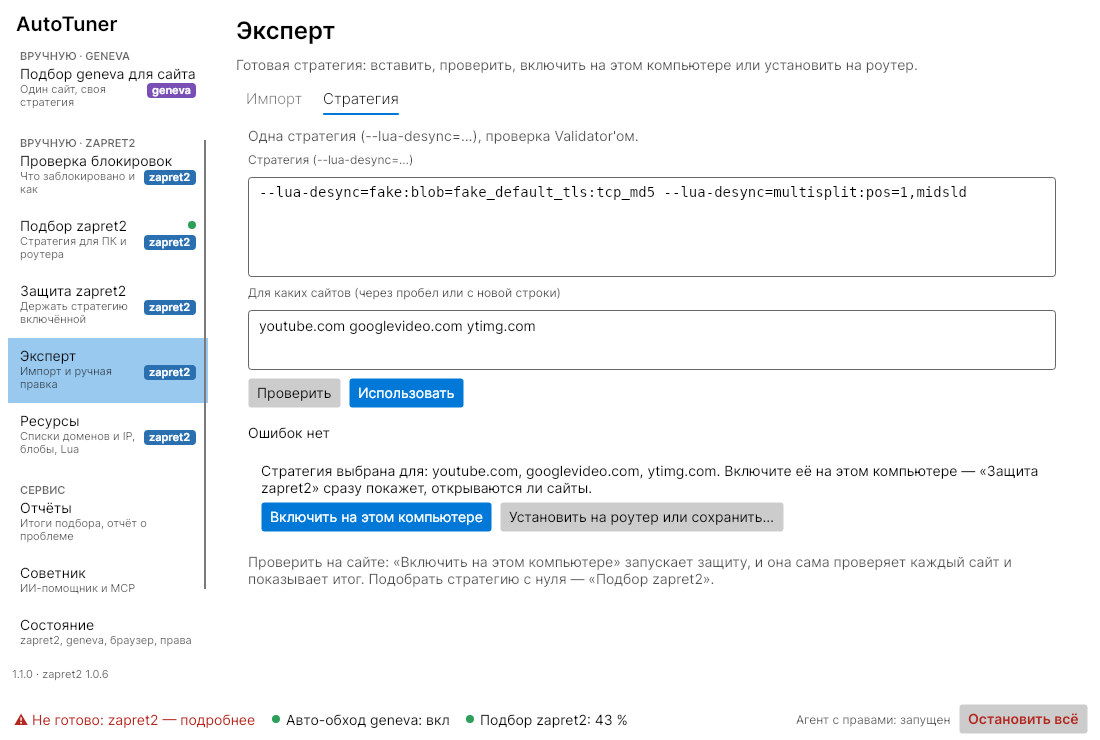 AutoTuner
ВРУЧНУЮ · GENEVA
Подбор geneva для сайта
Один сайт, своя
стратегия
geneva
ВРУЧНУЮ · ZAPRET2
Проверка блокировок
Что заблокировано и
как
zapret2
Подбор zapret2
Стратегия для ПК и
роутера
zapret2
Защита zapret2
Держать стратегию
включённой
zapret2
Эксперт
Импорт и ручная
правка
zapret2
Ресурсы
Списки доменов и IP,
блобы, Lua
zapret2
СЕРВИС
Отчёты
Итоги подбора, отчёт о
проблеме
Советник
ИИ-помощник и MCP
Состояние
zapret2, geneva, браузер, права
1.1.0 · zapret2 1.0.6
Эксперт
Готовая стратегия: вставить, проверить, включить на этом компьютере или установить на роутер.
Импорт
Стратегия
Одна стратегия (--lua-desync=…), проверка Validator'ом.
Стратегия (--lua-desync=…)
--lua-desync=fake:blob=fake_default_tls:tcp_md5 --lua-desync=multisplit:pos=1,midsld
Для каких сайтов (через пробел или с новой строки)
youtube.com googlevideo.com ytimg.com
Проверить
Использовать
Ошибок нет
Стратегия выбрана для: youtube.com, googlevideo.com, ytimg.com. Включите её на этом компьютере — «Защита
zapret2» сразу покажет, открываются ли сайты.
Включить на этом компьютере
Установить на роутер или сохранить…
Проверить на сайте: «Включить на этом компьютере» запускает защиту, и она сама проверяет каждый сайт и
показывает итог. Подобрать стратегию с нуля — «Подбор zapret2».
Не готово: zapret2 — подробнее
Авто-обход geneva: вкл
Подбор zapret2: 43 %
Агент с правами: запущен
Остановить всё